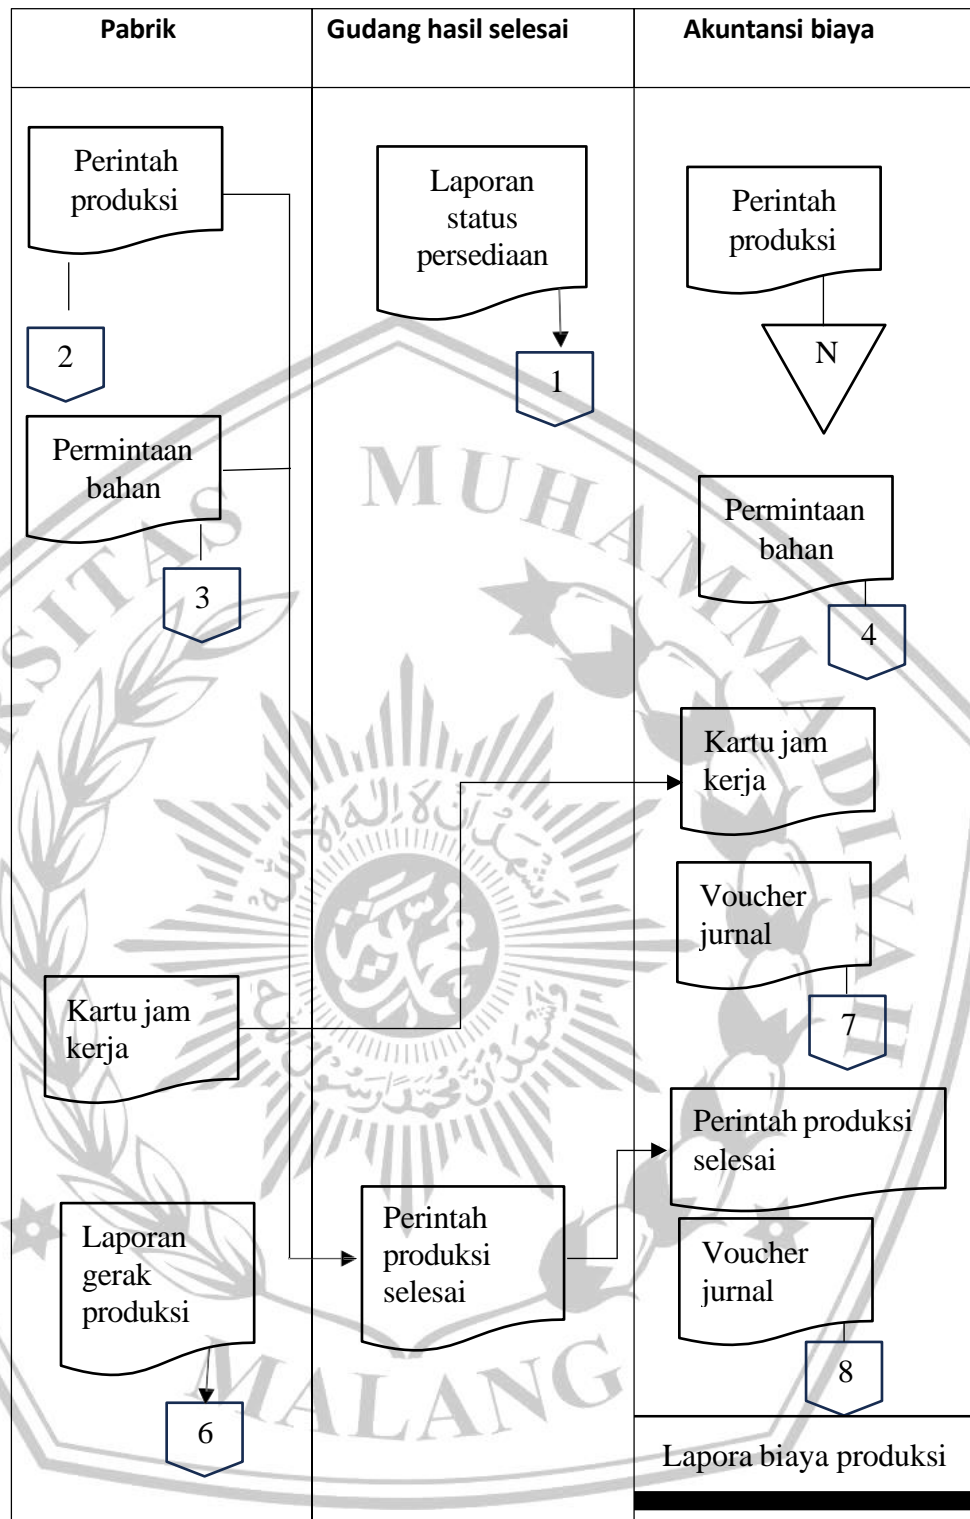 Pabrik
Gudang hasil selesai
Akuntansi biaya
Perintah
produksi
2
Permintaan
bahan
3
Kartu jam
kerja
Laporan
gerak
produksi
6
Laporan
status
persediaan
1
Perintah
produksi
selesai
Perintah
produksi
N
Permintaan
bahan
4
Kartu jam
kerja
Voucher
jurnal
7
Perintah produksi
selesai
Voucher
jurnal
8
Lapora biaya produksi
RSITAS MUHAMMADIYAH
MALANG